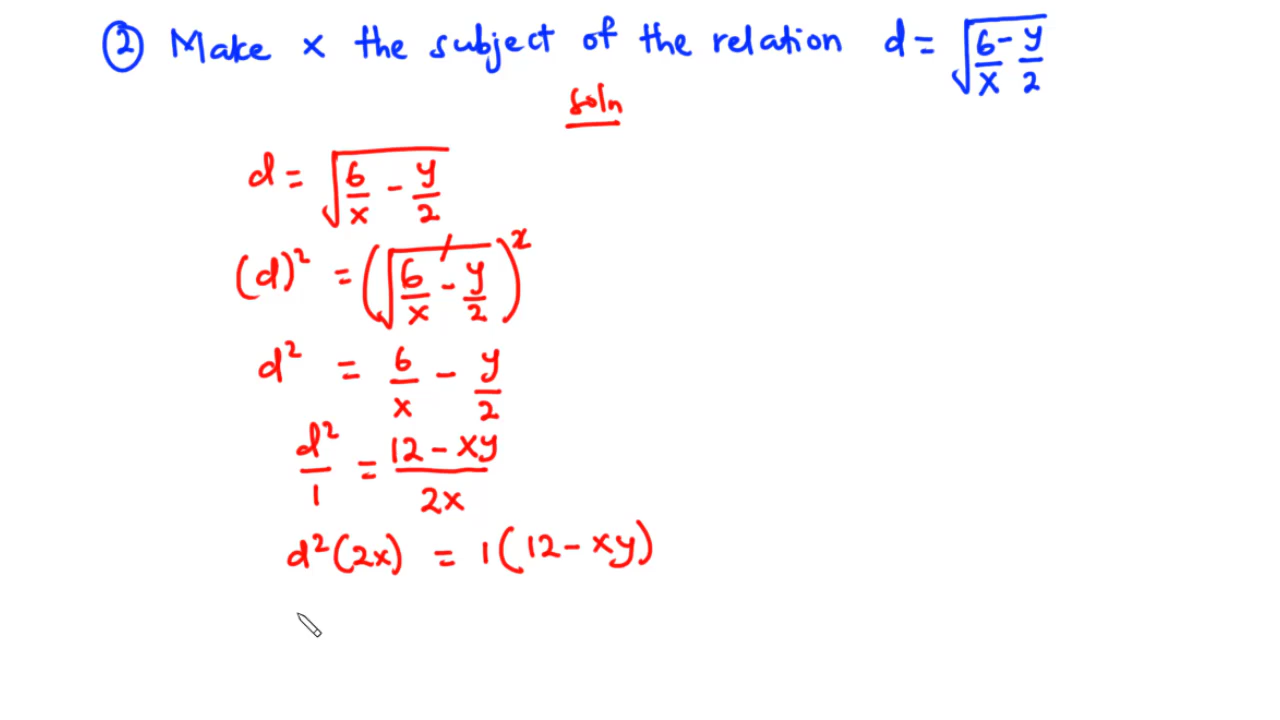 ② Make x the subject of the relation d = √(6/x - y/2)
soln
d = √(6/x - y/2)
(d)² = (√(6/x - y/2))²
d² = 6/x - y/2
d²/1 = (12 - xy)/2x
d²(2x) = 1(12 - xy)